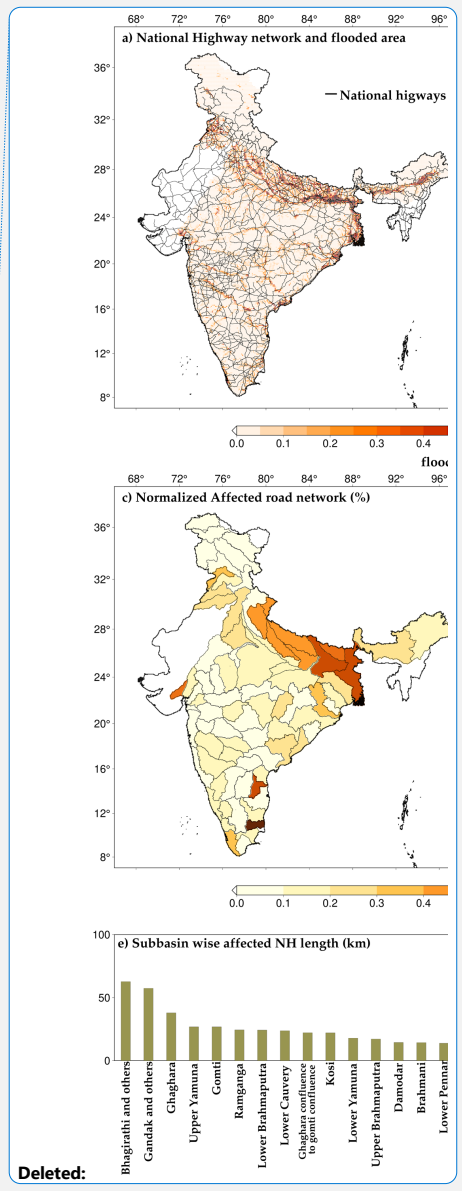 68° 72° 76° 80° 84° 88° 92° 96°
a) National Highway network and flooded area
36°
National higways
32°
28°
24°
20°
16°
12°
8°
0.0 0.1 0.2 0.3 0.4
flooc
68° 72° 76° 80° 84° 88° 92° 96°
c) Normalized Affected road network (%)
36°
32°
28°
24°
20°
16°
12°
8°
0.0 0.1 0.2 0.3 0.4
100
e) Subbasin wise affected NH length (km)
50
0
Bhagirathi and others
Gandak and others
Ghaghara
Upper Yamuna
Gomti
Ramganga
Lower Brahmaputra
Lower Cauvery
Ghaghara confluence
to gomti confluence
Kosi
Lower Yamuna
Upper Brahmaputra
Damodar
Brahmani
Lower Pennar
Deleted: